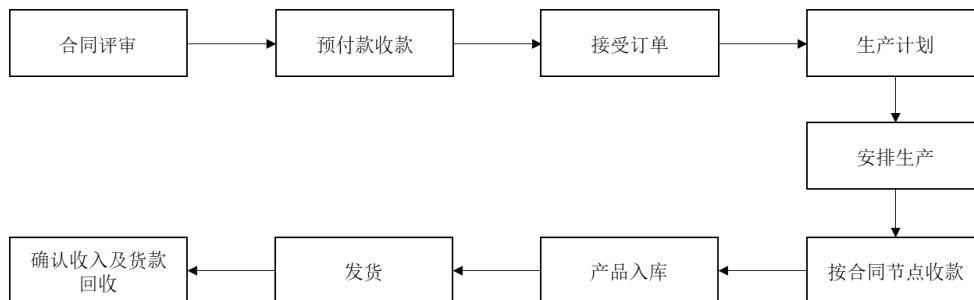 合同评审
预付款收款
接受订单
生产计划
安排生产
按合同节点收款
产品入库
发货
确认收入及货款
回收